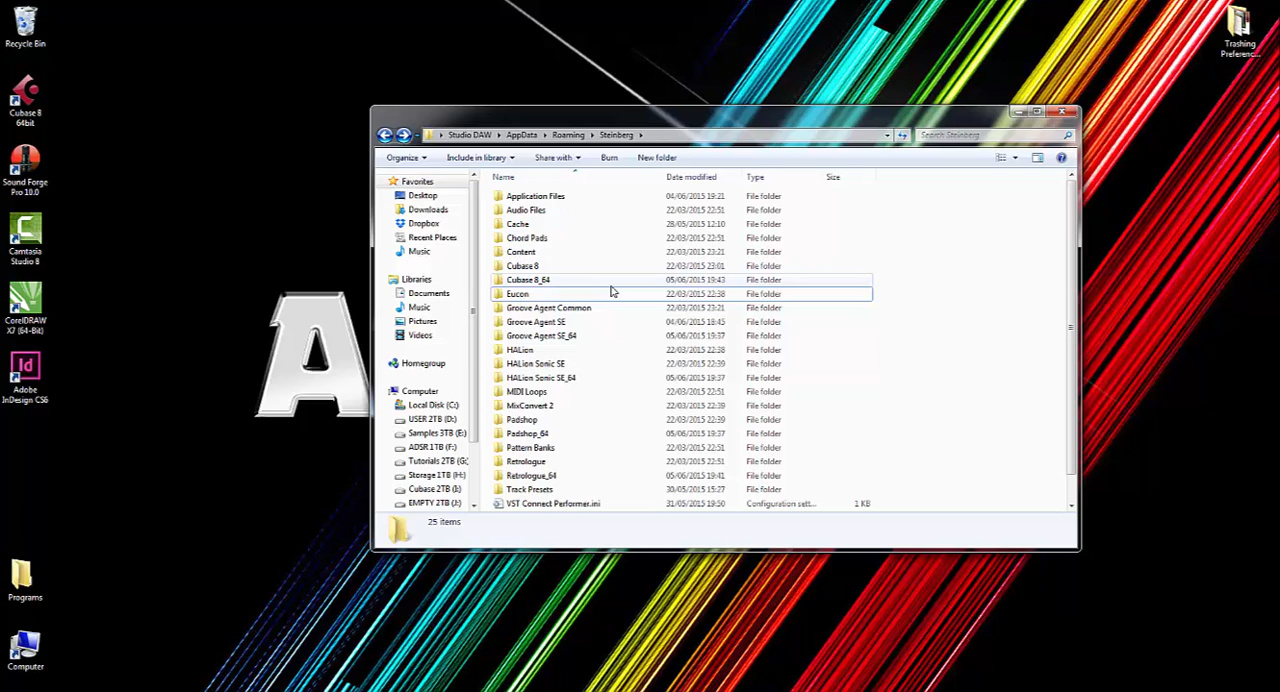 Recycle Bin
Cubase 8
64bit
Sound Forge
Pro 10.0
Camtasia
Studio 8
CorelDRAW
X7 (64-Bit)
Id
Adobe
InDesign CS6
Programs
Computer
Trashing
Preferenc...
A
Studio DAW
AppData
Roaming
Steinberg
Search Steinberg
Organize
Include in library
Share with
Burn
New folder
Favorites
Desktop
Downloads
Dropbox
Recent Places
Music
Libraries
Documents
Music
Pictures
Videos
Homegroup
Computer
Local Disk (C:)
USER 2TB (D:)
Samples 3TB (E:)
ADSR 1TB (F:)
Tutorials 2TB (G:
Storage 1TB (H:)
Cubase 2TB (I:)
EMPTY 2TB (J:)
Name Date modified Type Size
Application Files 04/06/2015 19:21 File folder
Audio Files 22/03/2015 22:51 File folder
Cache 28/05/2015 12:10 File folder
Chord Pads 22/03/2015 22:51 File folder
Content 22/03/2015 23:21 File folder
Cubase 8 22/03/2015 23:01 File folder
Cubase 8_64 05/06/2015 19:43 File folder
Eucon 22/03/2015 22:38 File folder
Groove Agent Common 22/03/2015 23:21 File folder
Groove Agent SE 04/06/2015 18:45 File folder
Groove Agent SE_64 05/06/2015 19:37 File folder
HALion 22/03/2015 22:38 File folder
HALion Sonic SE 22/03/2015 22:39 File folder
HALion Sonic SE_64 05/06/2015 19:37 File folder
MIDI Loops 22/03/2015 22:51 File folder
MixConvert 2 22/03/2015 22:39 File folder
Padshop 22/03/2015 22:39 File folder
Padshop_64 05/06/2015 19:37 File folder
Pattern Banks 22/03/2015 22:51 File folder
Retrologue 22/03/2015 22:51 File folder
Retrologue_64 05/06/2015 19:41 File folder
Track Presets 30/05/2015 15:27 File folder
VST Connect Performer.ini 31/05/2015 19:50 Configuration sett... 1 KB
25 items